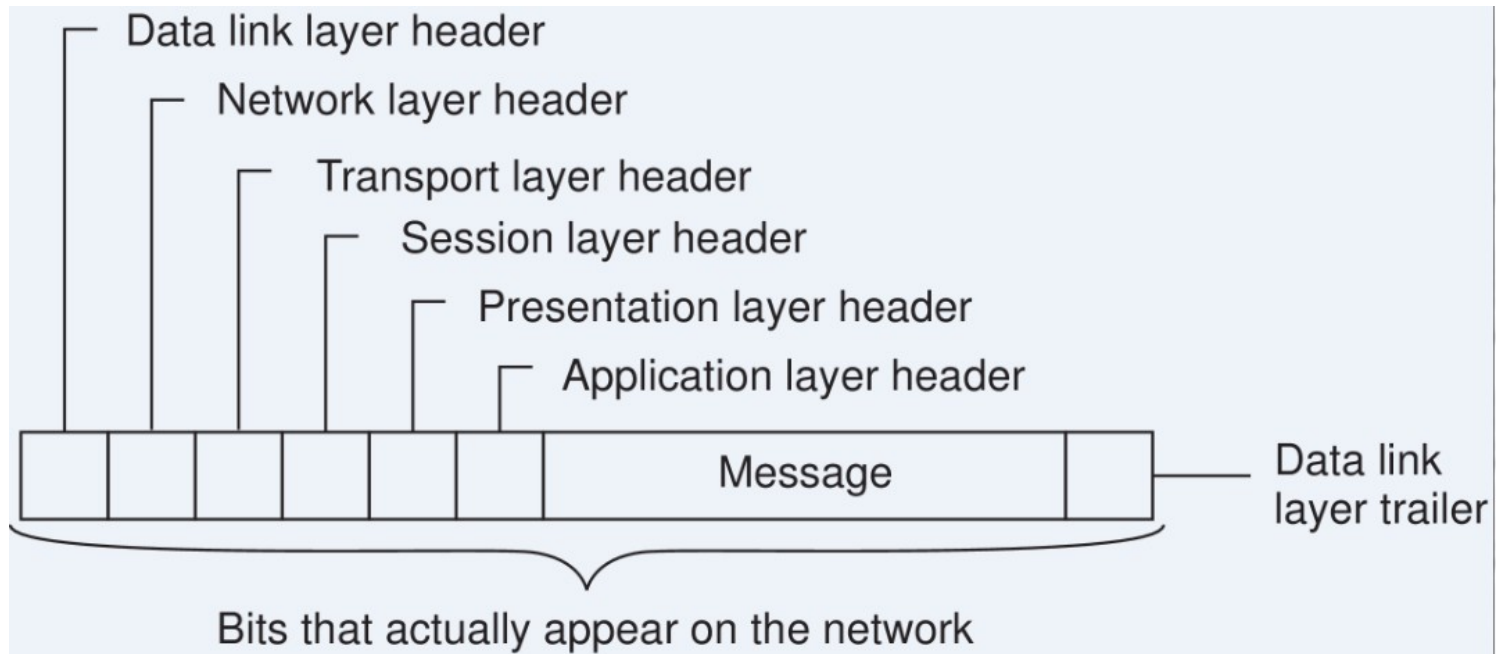 Data link layer header
Network layer header
Transport layer header
Session layer header
Presentation layer header
Application layer header
Message
Data link
layer trailer
Bits that actually appear on the network